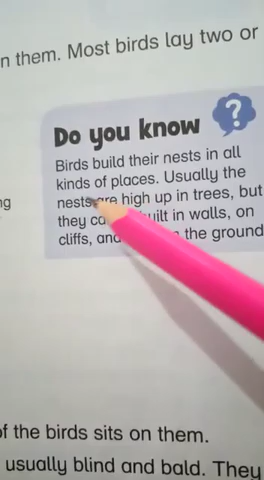 n them. Most birds lay two or
?
Do you know
Birds build their nests in all
kinds of places. Usually the
nests are high up in trees, but
ng
they ca uilt in walls, on
cliffs, and the ground
of the birds sits on them.
usually blind and bald. They